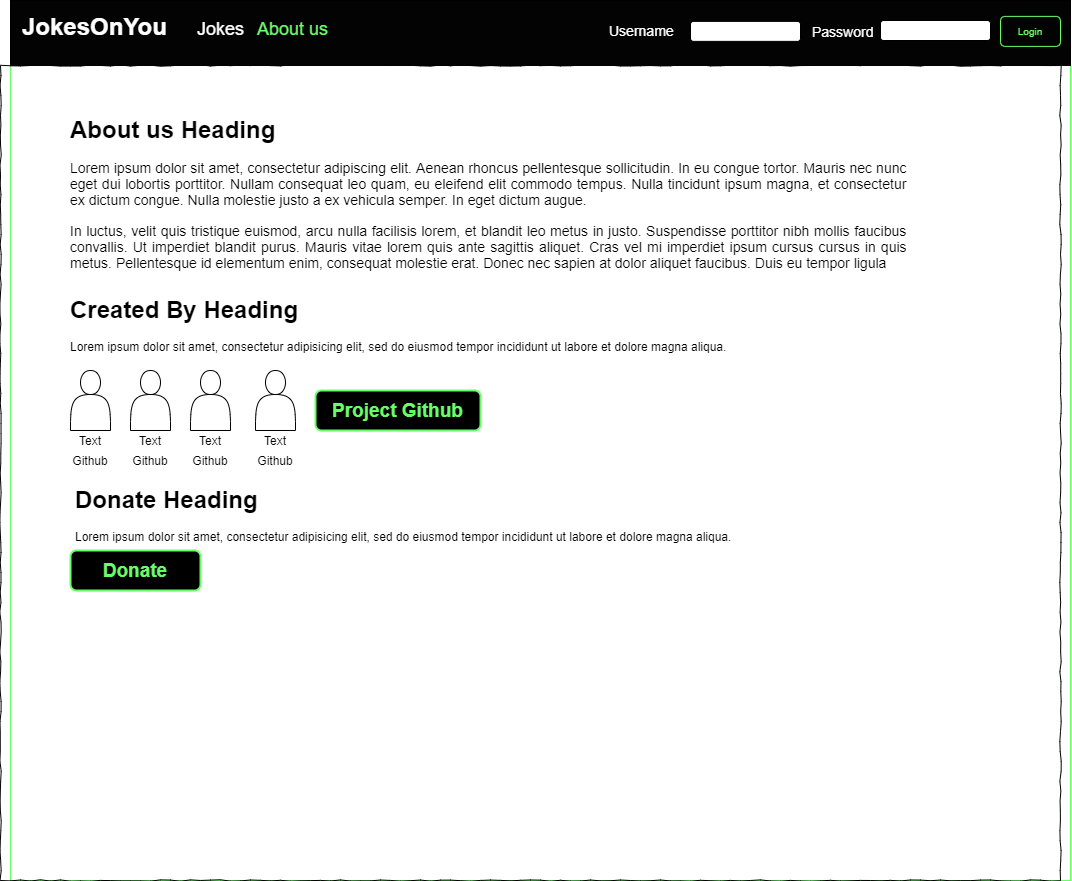 JokesOnYou Jokes About us Username Password Login
About us Heading
Lorem ipsum dolor sit amet, consectetur adipiscing elit. Aenean rhoncus pellentesque sollicitudin. In eu congue tortor. Mauris nec nunc
eget dui lobortis porttitor. Nullam consequat leo quam, eu eleifend elit commodo tempus. Nulla tincidunt ipsum magna, et consectetur
ex dictum congue. Nulla molestie justo a ex vehicula semper. In eget dictum augue.
In luctus, velit quis tristique euismod, arcu nulla facilisis lorem, et blandit leo metus in justo. Suspendisse porttitor nibh mollis faucibus
convallis. Ut imperdiet blandit purus. Mauris vitae lorem quis ante sagittis aliquet. Cras vel mi imperdiet ipsum cursus cursus in quis
metus. Pellentesque id elementum enim, consequat molestie erat. Donec nec sapien at dolor aliquet faucibus. Duis eu tempor ligula
Created By Heading
Lorem ipsum dolor sit amet, consectetur adipisicing elit, sed do eiusmod tempor incididunt ut labore et dolore magna aliqua.
Project Github
Text Text Text Text
Github Github Github Github
Donate Heading
Lorem ipsum dolor sit amet, consectetur adipisicing elit, sed do eiusmod tempor incididunt ut labore et dolore magna aliqua.
Donate